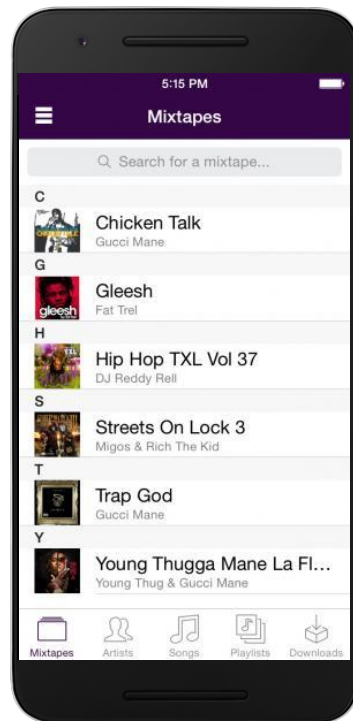 5:15 PM
Mixtapes
Search for a mixtape...
C
Chicken Talk
Gucci Mane
G
gleesh
Gleesh
Fat Trel
H
TXL
Hip Hop TXL Vol 37
DJ Reddy Rell
S
Streets On Lock 3
Migos & Rich The Kid
T
Trap God
Gucci Mane
Y
Young Thugga Mane La Fl...
Young Thug & Gucci Mane
Mixtapes
Artists
Songs
Playlists
Downloads